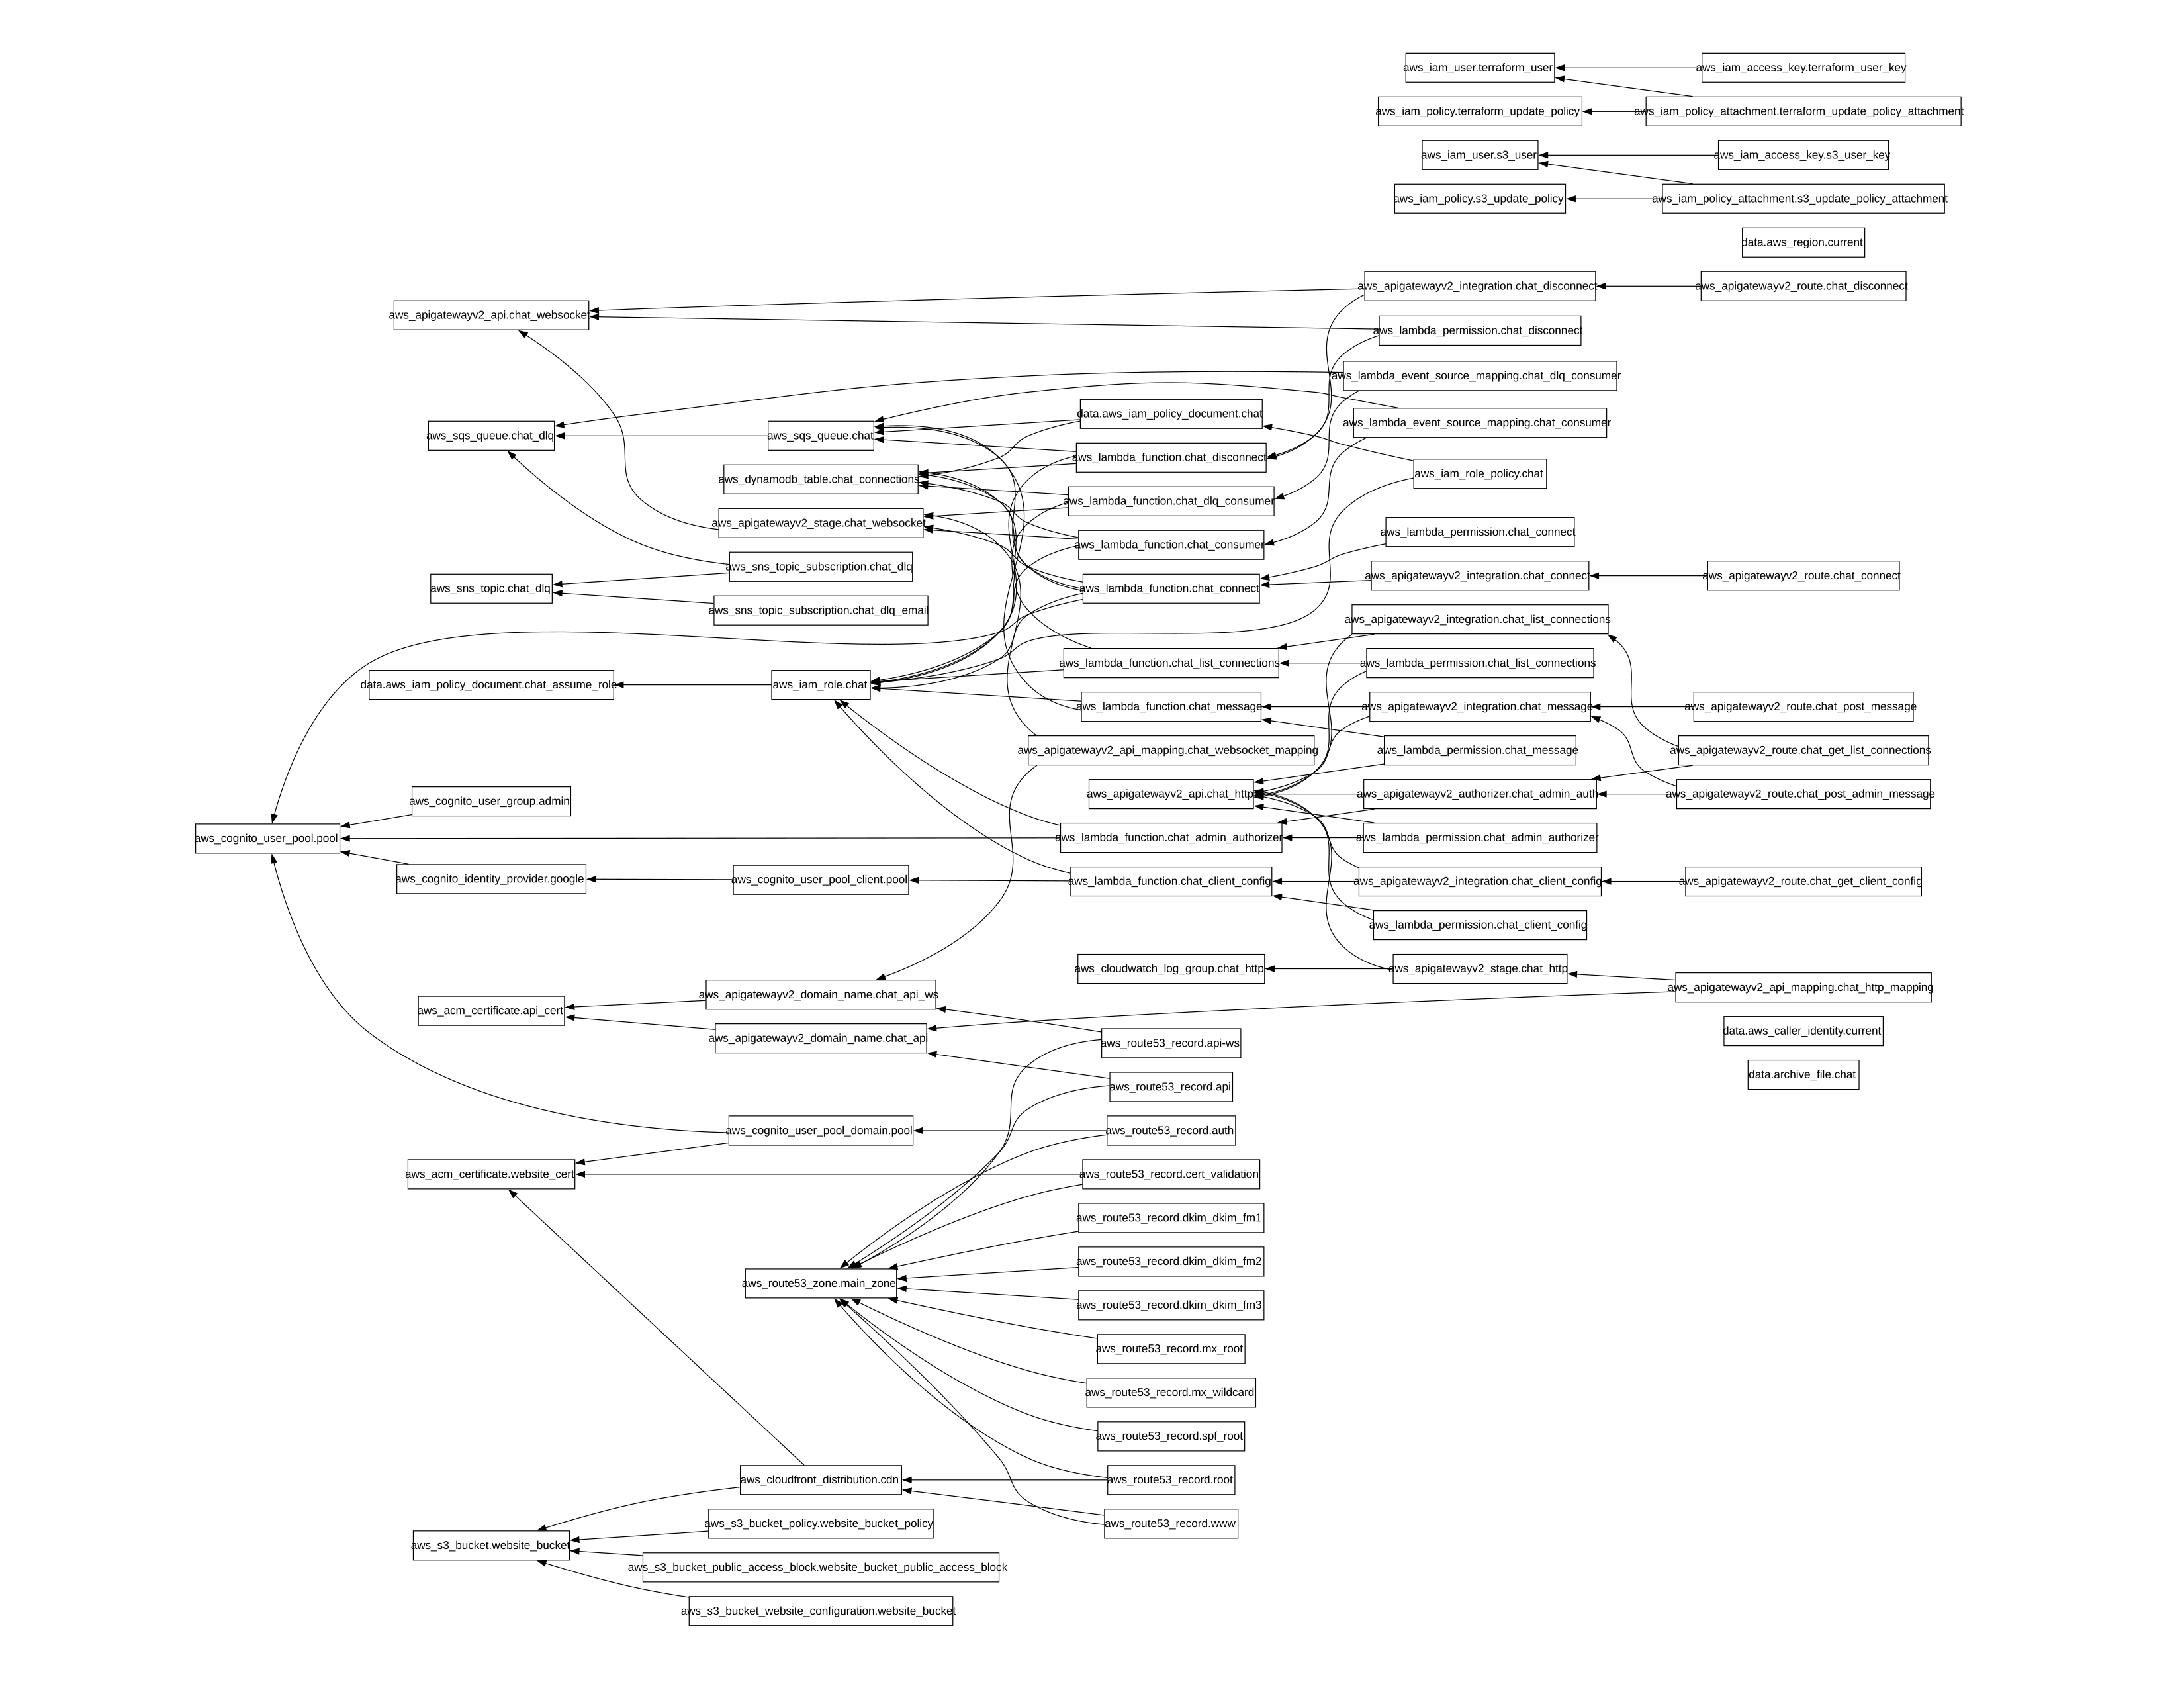 aws_iam_user.terraform_user
aws_iam_access_key.terraform_user_key
aws_iam_policy.terraform_update_policy
aws_iam_policy_attachment.terraform_update_policy_attachment
aws_iam_user.s3_user
aws_iam_access_key.s3_user_key
aws_iam_policy.s3_update_policy
aws_iam_policy_attachment.s3_update_policy_attachment
data.aws_region.current
aws_apigatewayv2_integration.chat_disconnect
aws_apigatewayv2_route.chat_disconnect
aws_apigatewayv2_api.chat_websocket
aws_lambda_permission.chat_disconnect
aws_lambda_event_source_mapping.chat_dlq_consumer
data.aws_iam_policy_document.chat
aws_lambda_event_source_mapping.chat_consumer
aws_sqs_queue.chat_dlq
aws_sqs_queue.chat
aws_lambda_function.chat_disconnect
aws_iam_role_policy.chat
aws_dynamodb_table.chat_connections
aws_lambda_function.chat_dlq_consumer
aws_apigatewayv2_stage.chat_websocket
aws_lambda_permission.chat_connect
aws_lambda_function.chat_consumer
aws_sns_topic_subscription.chat_dlq
aws_apigatewayv2_integration.chat_connect
aws_apigatewayv2_route.chat_connect
aws_sns_topic.chat_dlq
aws_lambda_function.chat_connect
aws_sns_topic_subscription.chat_dlq_email
aws_apigatewayv2_integration.chat_list_connections
aws_lambda_function.chat_list_connections
aws_lambda_permission.chat_list_connections
data.aws_iam_policy_document.chat_assume_role
aws_iam_role.chat
aws_lambda_function.chat_message
aws_apigatewayv2_integration.chat_message
aws_apigatewayv2_route.chat_post_message
aws_apigatewayv2_api_mapping.chat_websocket_mapping
aws_lambda_permission.chat_message
aws_apigatewayv2_route.chat_get_list_connections
aws_cognito_user_group.admin
aws_apigatewayv2_api.chat_http
aws_apigatewayv2_authorizer.chat_admin_auth
aws_apigatewayv2_route.chat_post_admin_message
aws_cognito_user_pool.pool
aws_lambda_function.chat_admin_authorizer
aws_lambda_permission.chat_admin_authorizer
aws_cognito_identity_provider.google
aws_cognito_user_pool_client.pool
aws_lambda_function.chat_client_config
aws_apigatewayv2_integration.chat_client_config
aws_apigatewayv2_route.chat_get_client_config
aws_lambda_permission.chat_client_config
aws_cloudwatch_log_group.chat_http
aws_apigatewayv2_stage.chat_http
aws_apigatewayv2_api_mapping.chat_http_mapping
aws_apigatewayv2_domain_name.chat_api_ws
aws_acm_certificate.api_cert
aws_apigatewayv2_domain_name.chat_api
data.aws_caller_identity.current
aws_route53_record.api-ws
data.archive_file.chat
aws_route53_record.api
aws_cognito_user_pool_domain.pool
aws_route53_record.auth
aws_acm_certificate.website_cert
aws_route53_record.cert_validation
aws_route53_record.dkim_dkim_fm1
aws_route53_record.dkim_dkim_fm2
aws_route53_zone.main_zone
aws_route53_record.dkim_dkim_fm3
aws_route53_record.mx_root
aws_route53_record.mx_wildcard
aws_route53_record.spf_root
aws_cloudfront_distribution.cdn
aws_route53_record.root
aws_s3_bucket_policy.website_bucket_policy
aws_route53_record.www
aws_s3_bucket.website_bucket
aws_s3_bucket_public_access_block.website_bucket_public_access_block
aws_s3_bucket_website_configuration.website_bucket